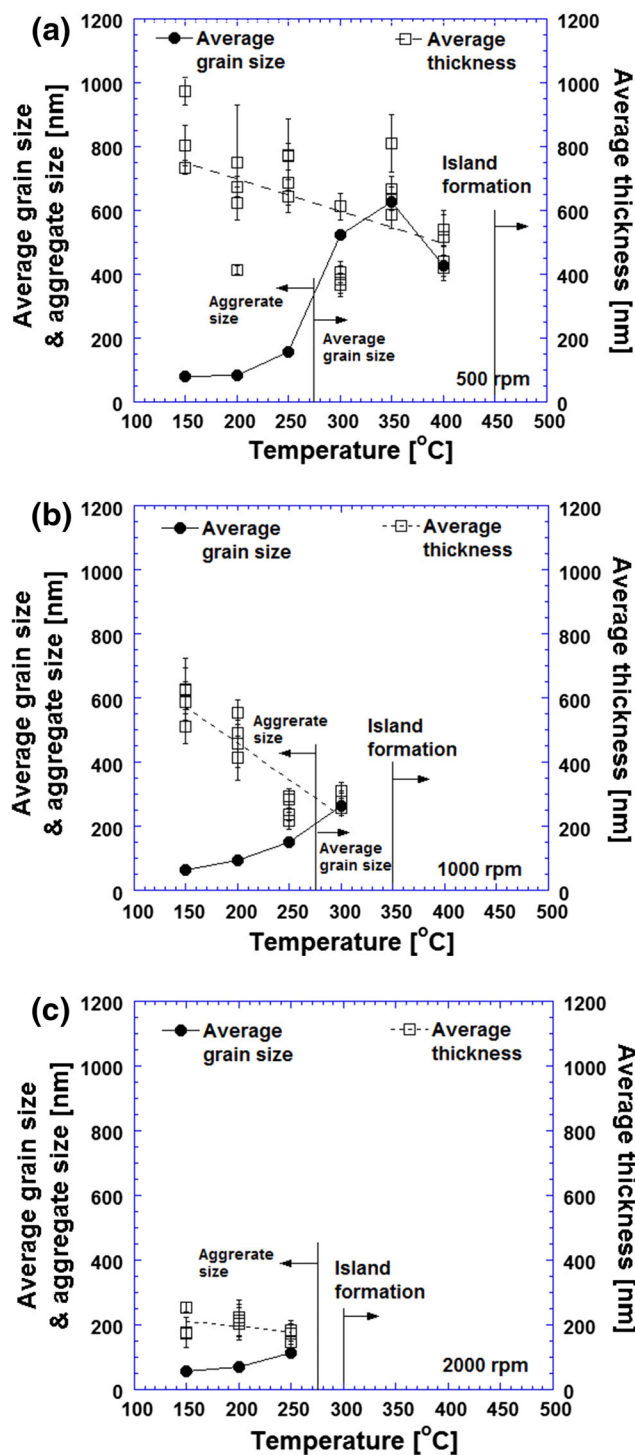 (a)
Average grain size
& aggregate size [nm]
1200
1000
800
600
400
200
0
Average
grain size
Average
thickness
Island
formation
Aggrerate
size
Average
grain size
500 rpm
1200
1000
800
600
400
200
0
Average thickness [nm]
100 150 200 250 300 350 400 450 500
Temperature [°C]
(b)
Average grain size
& aggregate size [nm]
1200
1000
800
600
400
200
0
Average
grain size
Average
thickness
Aggrerate
size
Island
formation
Average
grain size
1000 rpm
1200
1000
800
600
400
200
0
Average thickness [nm]
100 150 200 250 300 350 400 450 500
Temperature [°C]
(c)
Average grain size
& aggregate size [nm]
1200
1000
800
600
400
200
0
Average
grain size
Average
thickness
Aggrerate
size
Island
formation
2000 rpm
1200
1000
800
600
400
200
0
Average thickness [nm]
100 150 200 250 300 350 400 450 500
Temperature [°C]